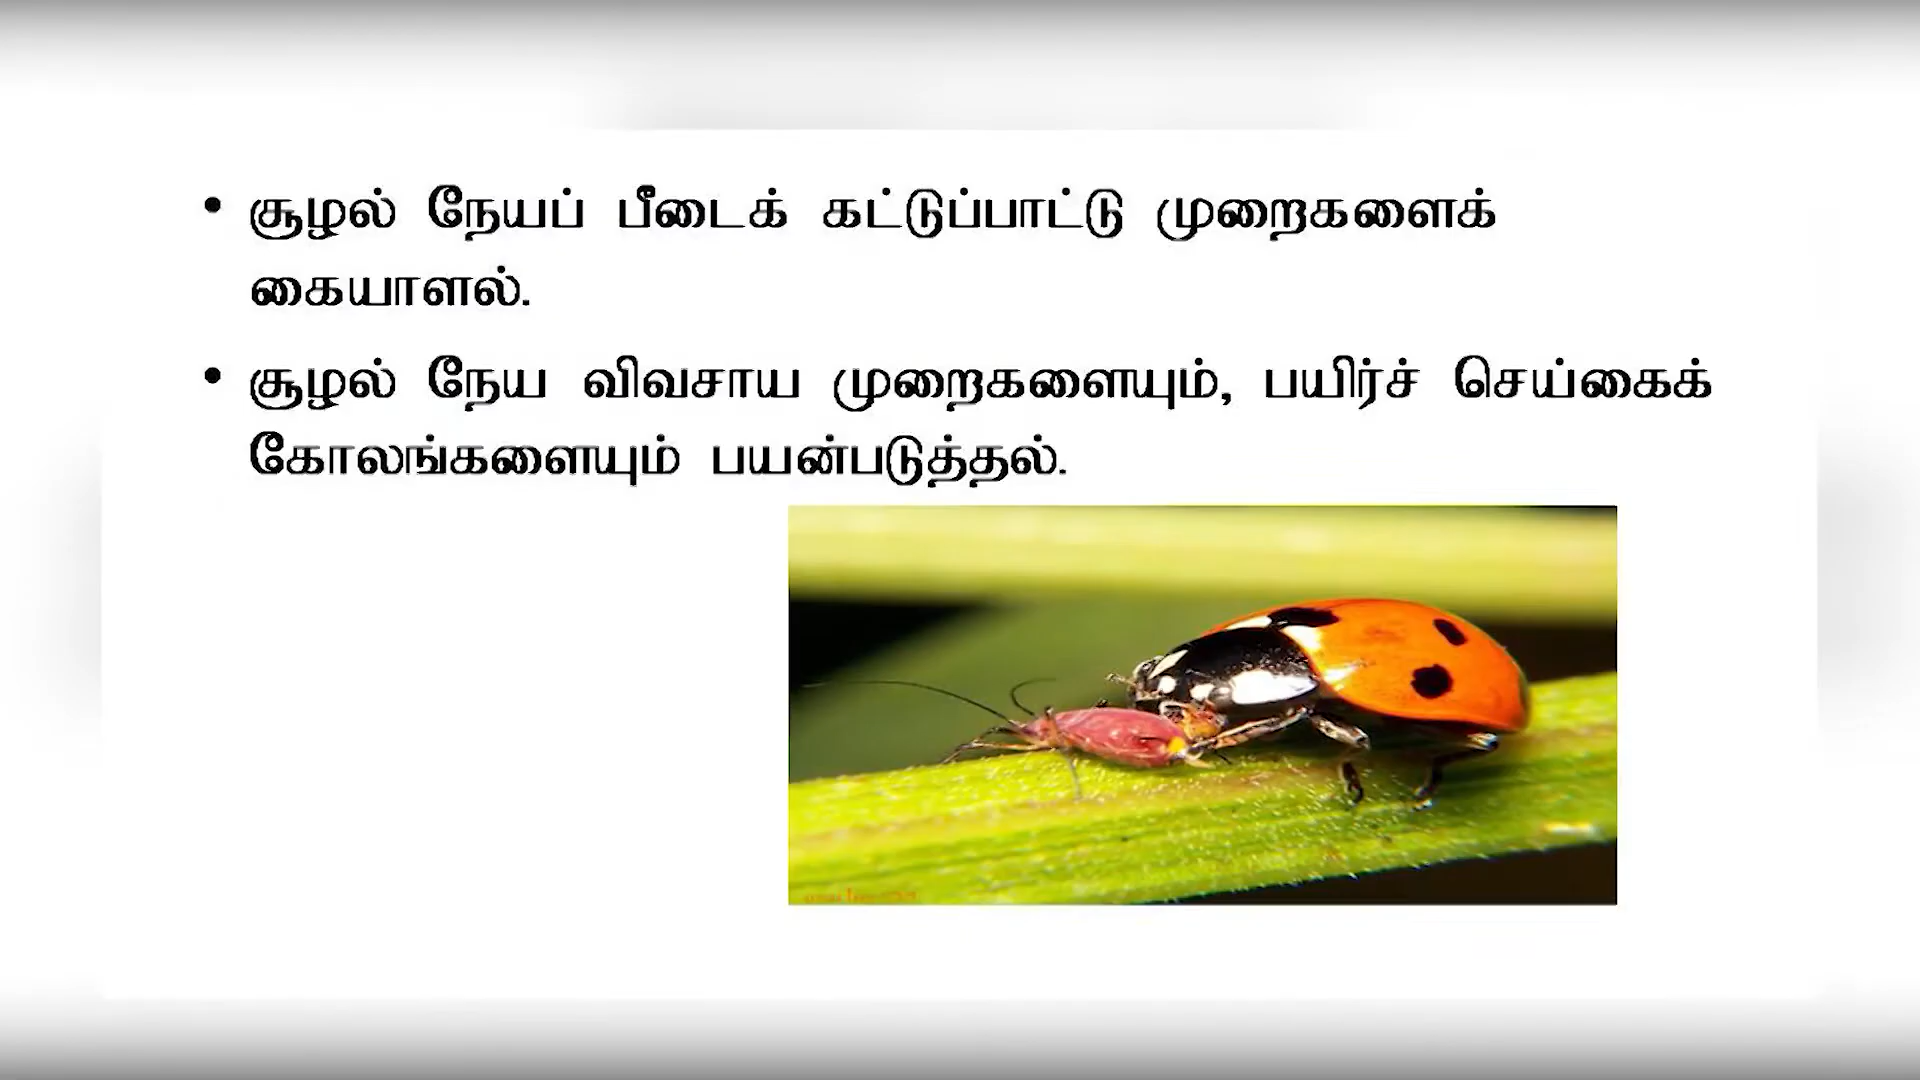 • சூழல் நேயப் பீடைக் கட்டுப்பாட்டு முறைகளைக்
கையாளல்.
• சூழல் நேய விவசாய முறைகளையும், பயிர்ச் செய்கைக்
கோலங்களையும் பயன்படுத்தல்.